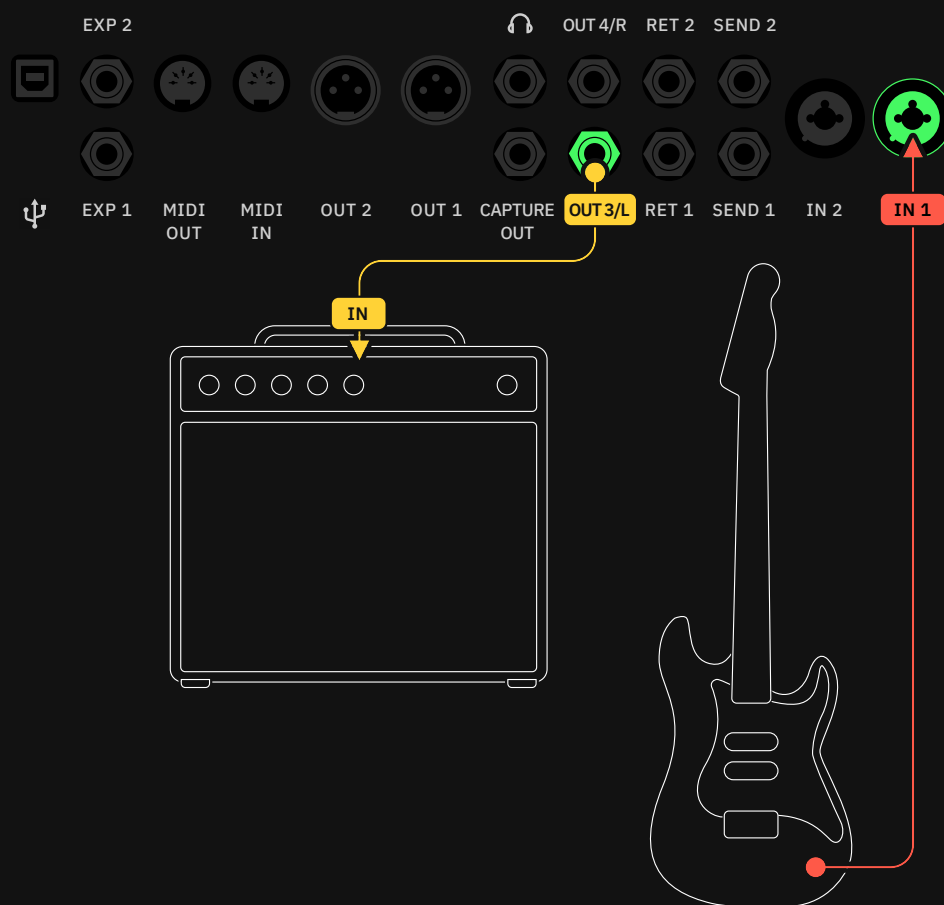 EXP 2
OUT 4/R
RET 2
SEND 2
EXP 1
MIDI
OUT
MIDI
IN
OUT 2
OUT 1
CAPTURE
OUT
OUT 3/L
RET 1
SEND 1
IN 2
IN 1
IN